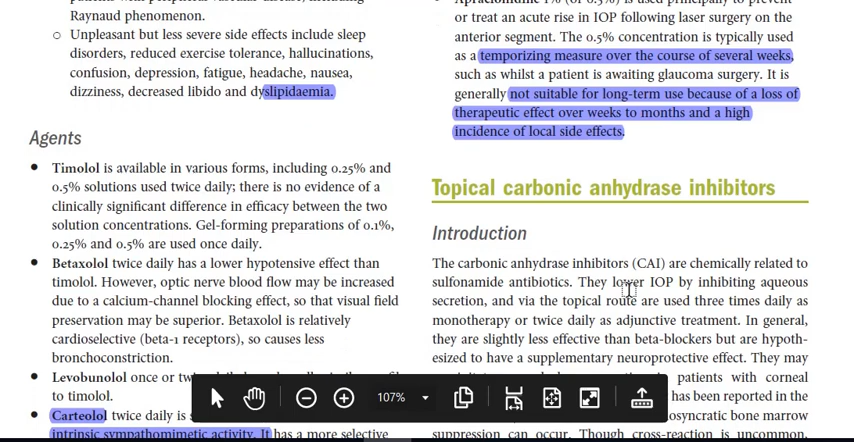 Raynaud phenomenon.
Unpleasant but less severe side effects include sleep
disorders, reduced exercise tolerance, hallucinations,
confusion, depression, fatigue, headache, nausea,
dizziness, decreased libido and dyslipidaemia.
Agents
Timolol is available in various forms, including 0.25% and
0.5% solutions used twice daily; there is no evidence of a
clinically significant difference in efficacy between the two
solution concentrations. Gel-forming preparations of 0.1%,
0.25% and 0.5% are used once daily.
Betaxolol twice daily has a lower hypotensive effect than
timolol. However, optic nerve blood flow may be increased
due to a calcium-channel blocking effect, so that visual field
preservation may be superior. Betaxolol is relatively
cardioselective (beta-1 receptors), so causes less
bronchoconstriction.
Levobunolol once or
to timolol.
Carteolol twice daily is
intrinsic sympathomimetic activity. It has a more selective
or treat an acute rise in IOP following laser surgery on the
anterior segment. The 0.5% concentration is typically used
as a temporizing measure over the course of several weeks,
such as whilst a patient is awaiting glaucoma surgery. It is
generally not suitable for long-term use because of a loss of
therapeutic effect over weeks to months and a high
incidence of local side effects.
Topical carbonic anhydrase inhibitors
Introduction
The carbonic anhydrase inhibitors (CAI) are chemically related to
sulfonamide antibiotics. They lower IOP by inhibiting aqueous
secretion, and via the topical route are used three times daily as
monotherapy or twice daily as adjunctive treatment. In general,
they are slightly less effective than beta-blockers but are hypoth-
esized to have a supplementary neuroprotective effect. They may
patients with corneal
has been reported in the
bone marrow
suppression can occur. Though cross-reaction is uncommon,
107%